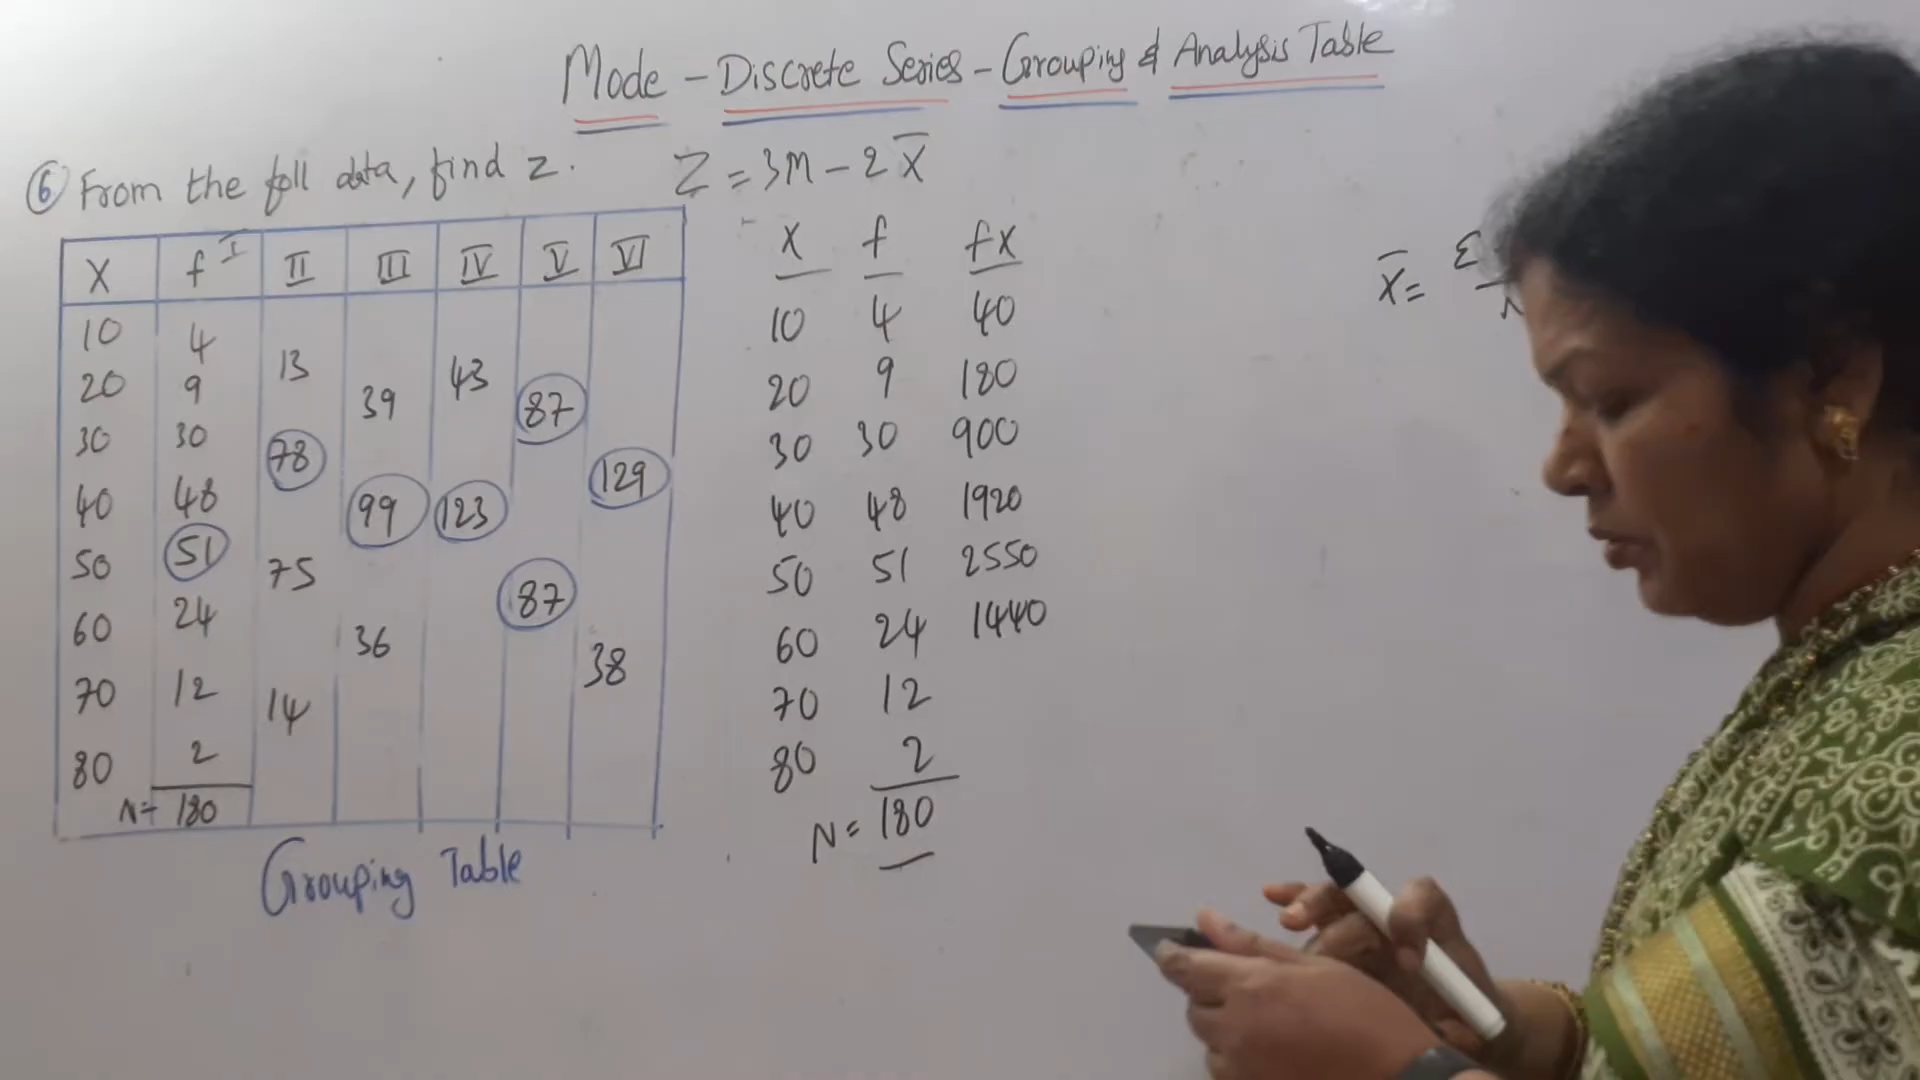 Mode - Discrete Series - Grouping & Analysis Table
⑥ From the foll data, find z. Z = 3M - 2X̄
X f I II III IV V VI
10 4
13 43
20 9
39 87
30 30
78 129
40 48
99 123
50 51
75 87
60 24
36 38
70 12
14
80 2
N = 180
Grouping Table
X f fX
10 4 40
20 9 180
30 30 900
40 48 1920
50 51 2550
60 24 1440
70 12
80 2
N = 180
X̄ = Σ
N